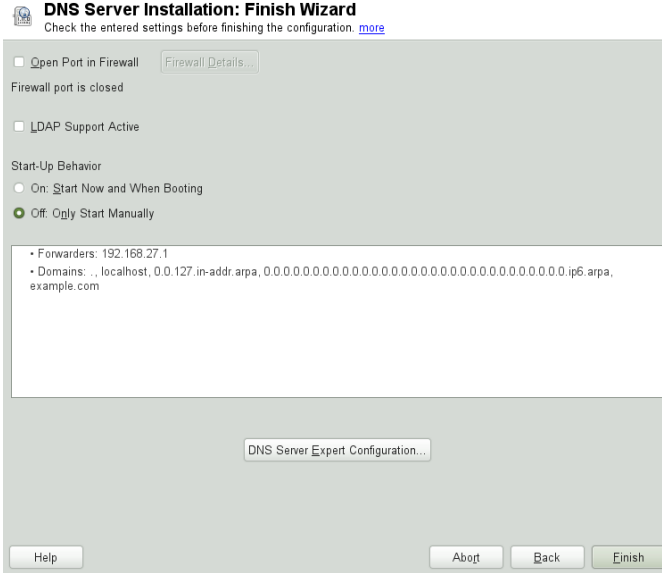 DNS Server Installation: Finish Wizard
Check the entered settings before finishing the configuration. more
Open Port in Firewall
Firewall Details...
Firewall port is closed
LDAP Support Active
Start-Up Behavior
On: Start Now and When Booting
Off: Only Start Manually
• Forwarders: 192.168.27.1
• Domains: ., localhost, 0.0.127.in-addr.arpa, 0.0.0.0.0.0.0.0.0.0.0.0.0.0.0.0.0.0.0.0.0.0.0.0.0.0.0.0.0.0.0.0.ip6.arpa,
example.com
DNS Server Expert Configuration...
Help
Abort
Back
Finish